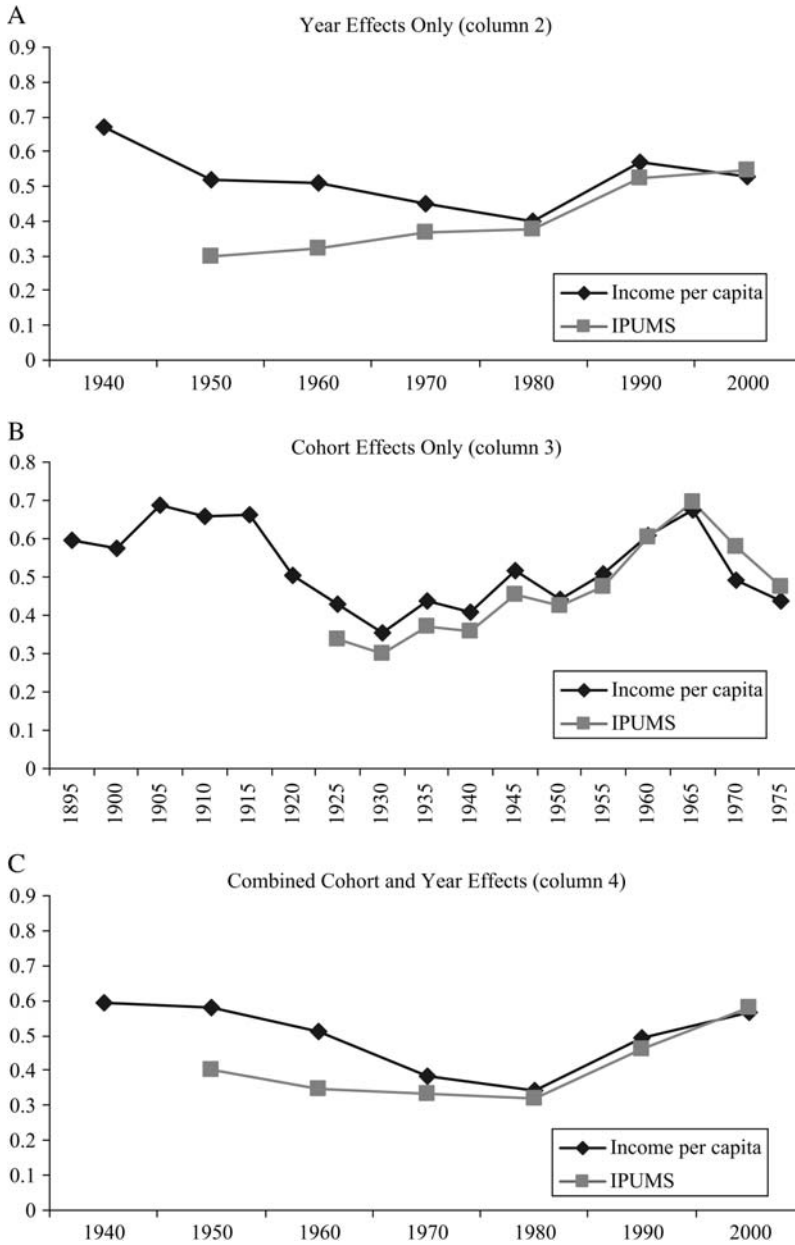 A
Year Effects Only (column 2)
0.9
0.8
0.7
0.6
0.5
0.4
0.3
0.2
0.1
0
Income per capita
IPUMS
1940 1950 1960 1970 1980 1990 2000
B
Cohort Effects Only (column 3)
0.8
0.7
0.6
0.5
0.4
0.3
0.2
0.1
0
Income per capita
IPUMS
1895 1900 1905 1910 1915 1920 1925 1930 1935 1940 1945 1950 1955 1960 1965 1970 1975
C
Combined Cohort and Year Effects (column 4)
0.9
0.8
0.7
0.6
0.5
0.4
0.3
0.2
0.1
0
Income per capita
IPUMS
1940 1950 1960 1970 1980 1990 2000